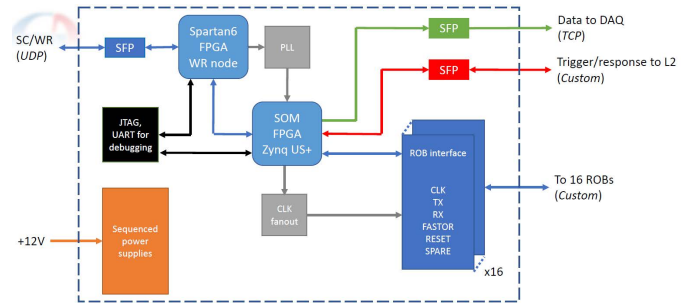 SC/WR
(UDP)
SFP
Spartan6
FPGA
WR node
PLL
SFP
Data to DAQ
(TCP)
SFP
Trigger/response to L2
(Custom)
JTAG,
UART for
debugging
SOM
FPGA
Zynq US+
ROB interface
CLK
TX
RX
FASTOR
RESET
SPARE
x16
To 16 ROBs
(Custom)
CLK
fanout
+12V
Sequenced
power
supplies